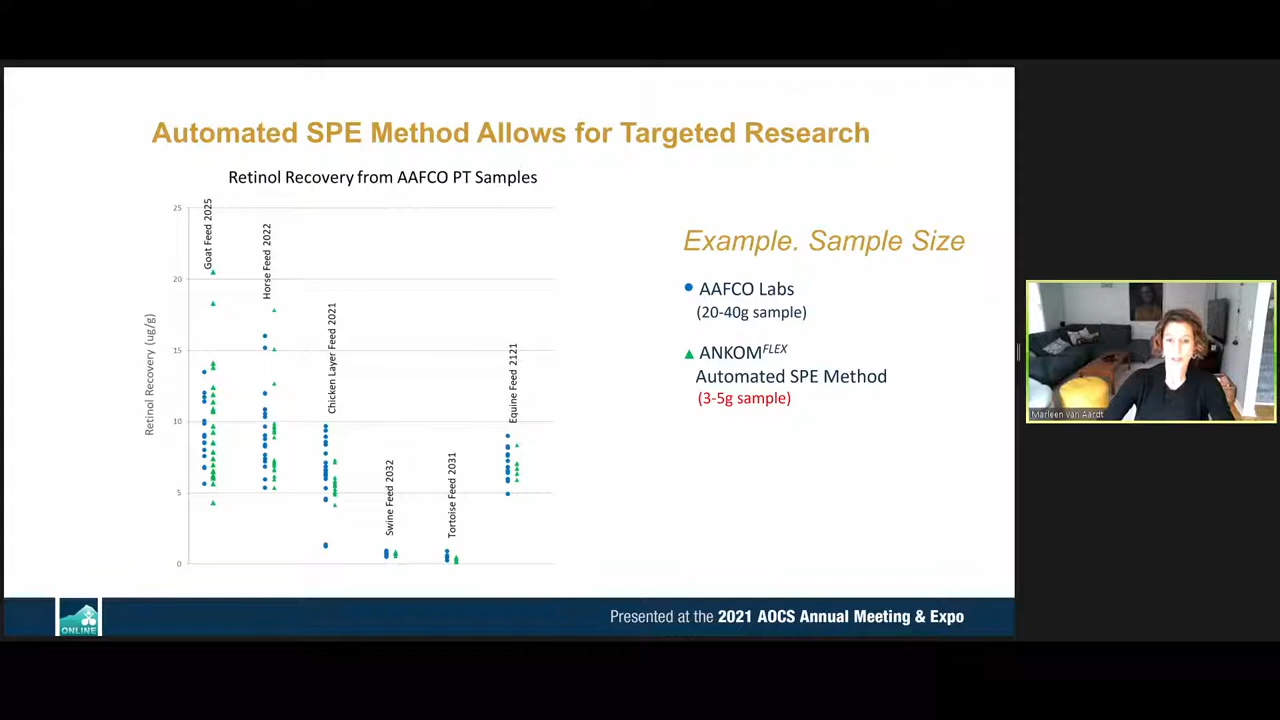 Automated SPE Method Allows for Targeted Research
Retinol Recovery from AAFCO PT Samples
Retinol Recovery (ug/g)
25
20
15
10
5
0
Goat Feed 2025
Horse Feed 2022
Chicken Layer Feed 2021
Swine Feed 2032
Tortoise Feed 2031
Equine Feed 2121
Example. Sample Size
AAFCO Labs
(20-40g sample)
ANKOMFLEX
Automated SPE Method
(3-5g sample)
Marleen van Aardt
ONLINE
Presented at the 2021 AOCS Annual Meeting & Expo